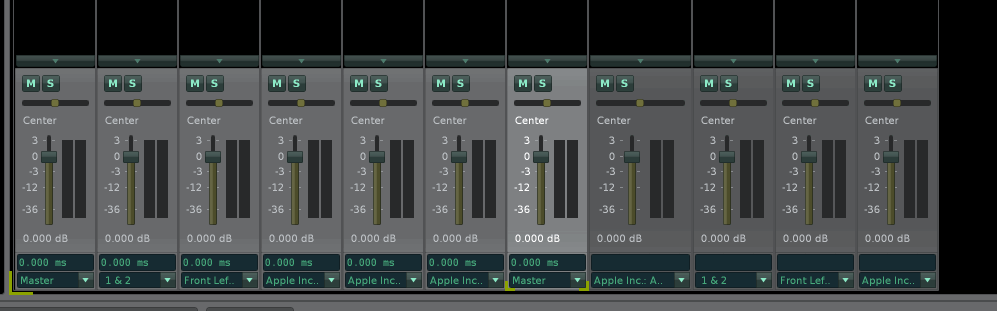 M S M S M S M S M S M S M S M S M S M S M S
Center Center Center Center Center Center Center Center Center Center Center
3 3 3 3 3 3 3 3 3 3 3
0 0 0 0 0 0 0 0 0 0 0
-3 -3 -3 -3 -3 -3 -3 -3 -3 -3 -3
-12 -12 -12 -12 -12 -12 -12 -12 -12 -12 -12
-36 -36 -36 -36 -36 -36 -36 -36 -36 -36 -36
0.000 dB 0.000 dB 0.000 dB 0.000 dB 0.000 dB 0.000 dB 0.000 dB 0.000 dB 0.000 dB 0.000 dB 0.000 dB
0.000 ms 0.000 ms 0.000 ms 0.000 ms 0.000 ms 0.000 ms 0.000 ms
Master 1 & 2 Front Lef.. Apple Inc.. Apple Inc.. Apple Inc.. Master Apple Inc.: A.. 1 & 2 Front Lef.. Apple Inc..